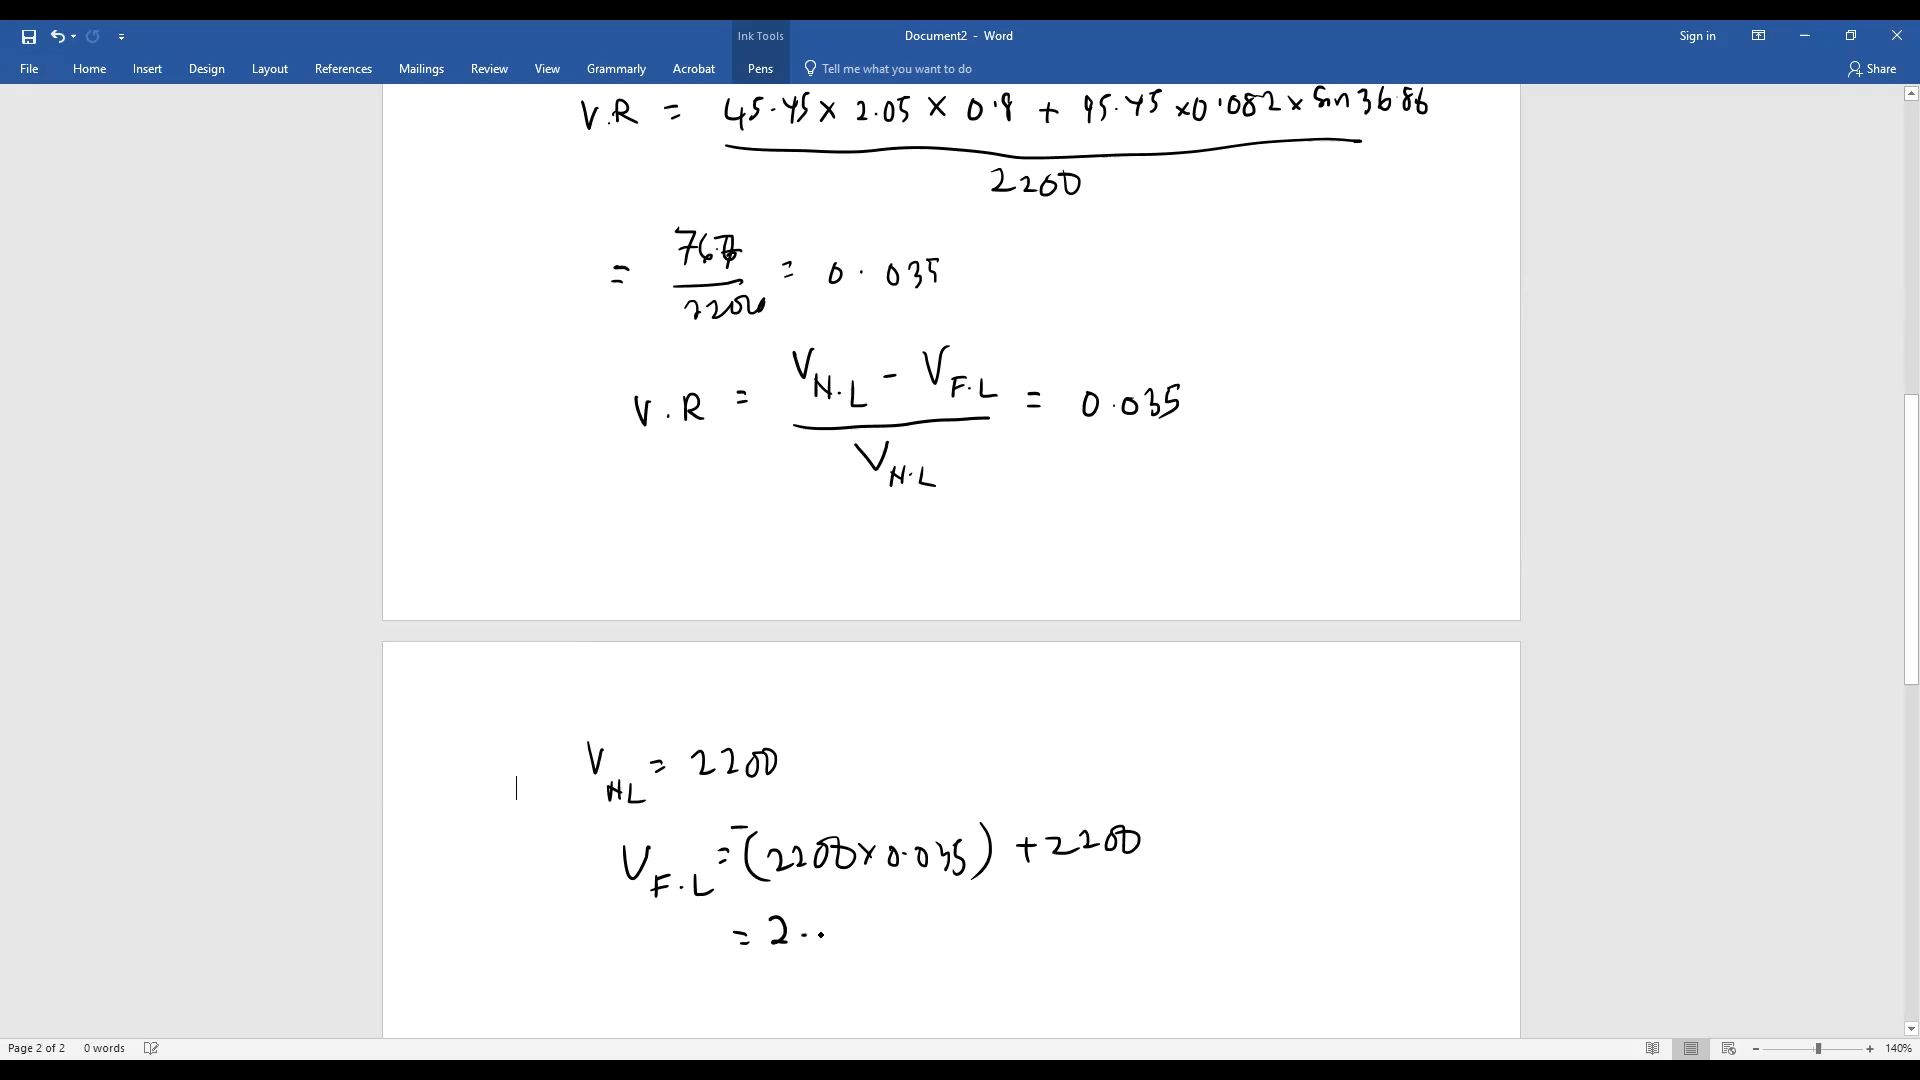 Ink Tools
Document2 - Word
Sign in
File Home Insert Design Layout References Mailings Review View Grammarly Acrobat Pens Tell me what you want to do Share
V.R = 45.45 × 2.05 × 0.8 + 45.45 × 0.082 × Sin 36.86
2200
=
2200
= 0.035
V.R = V N.L - V F.L = 0.035
V N.L
V NL = 2200
V F.L = -(2200 × 0.035) + 2200
= 2..
Page 2 of 2 0 words 140%